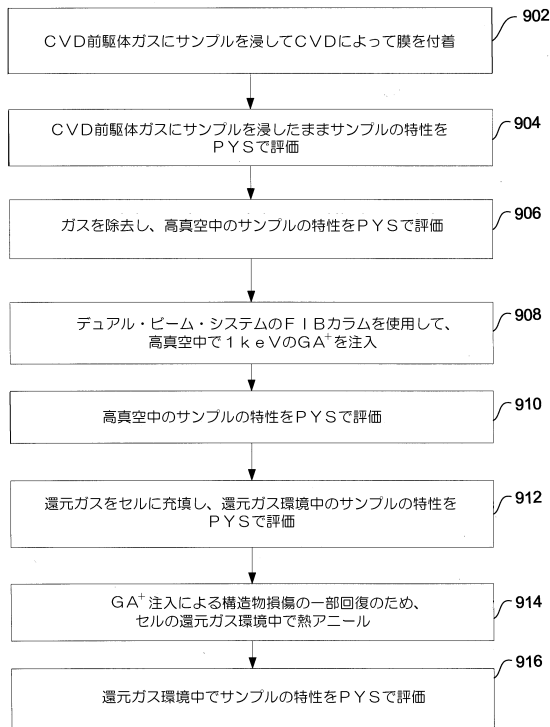 902
CVD前駆体ガスにサンプルを浸してCVDによって膜を付着
904
CVD前駆体ガスにサンプルを浸したままサンプルの特性を
PYSで評価
906
ガスを除去し、高真空中のサンプルの特性をPYSで評価
908
デュアル・ビーム・システムのFIBカラムを使用して、
高真空中で1keVのGA+を注入
910
高真空中のサンプルの特性をPYSで評価
912
還元ガスをセルに充填し、還元ガス環境中のサンプルの特性を
PYSで評価
914
GA+注入による構造物損傷の一部回復のため、
セルの還元ガス環境中で熱アニール
916
還元ガス環境中でサンプルの特性をPYSで評価